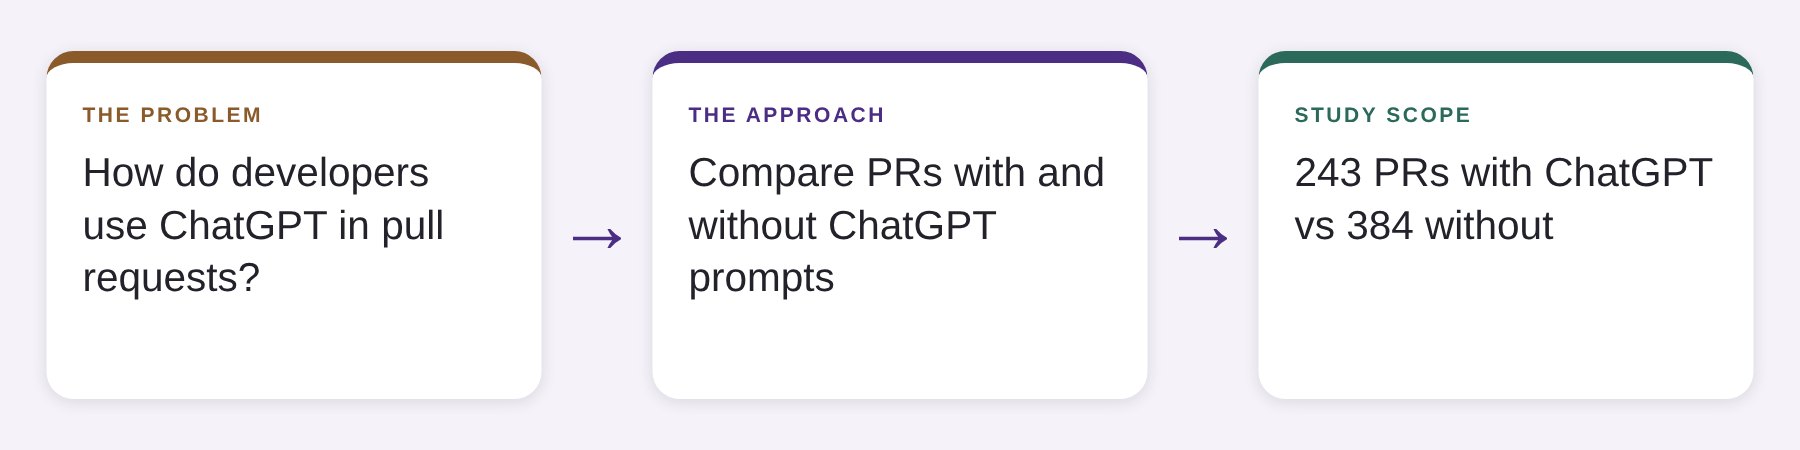 THE PROBLEM
How do developers
use ChatGPT in pull
requests?
→
THE APPROACH
Compare PRs with and
without ChatGPT
prompts
→
STUDY SCOPE
243 PRs with ChatGPT
vs 384 without